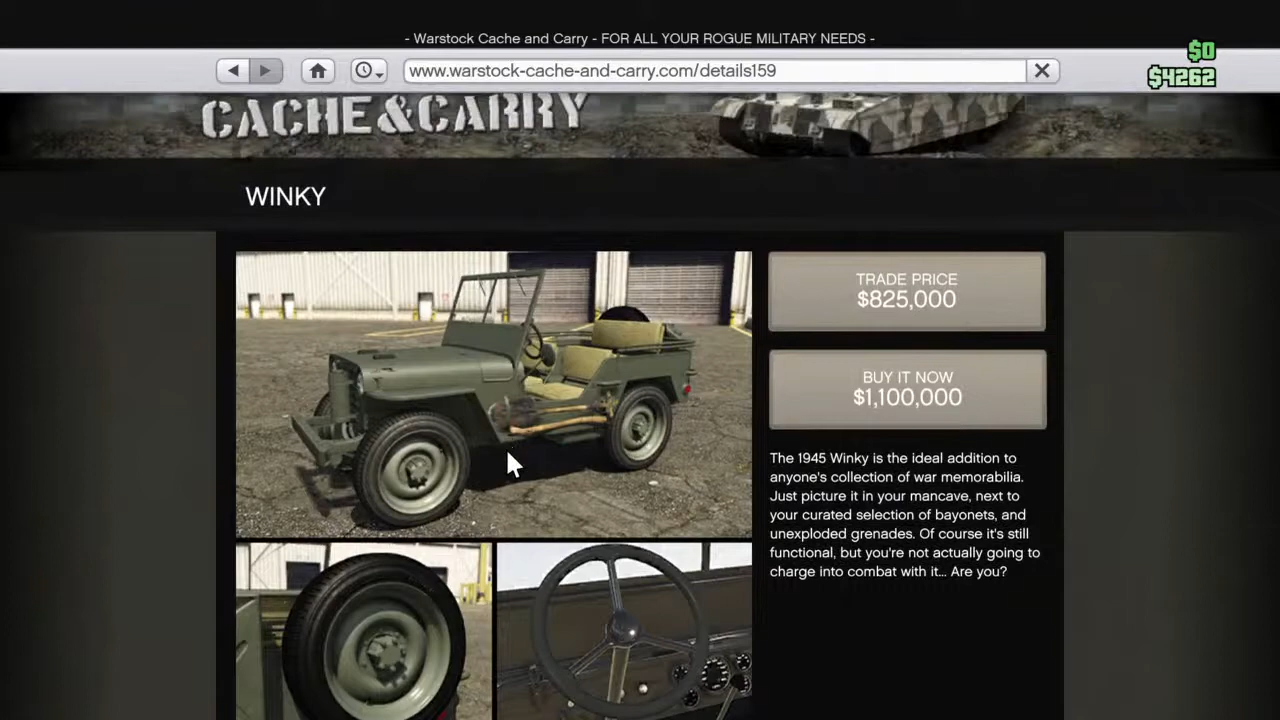 - Warstock Cache and Carry - FOR ALL YOUR ROGUE MILITARY NEEDS -
$0
www.warstock-cache-and-carry.com/details159
$4262
CACHE&CARRY
WINKY
TRADE PRICE
$825,000
BUY IT NOW
$1,100,000
The 1945 Winky is the ideal addition to
anyone's collection of war memorabilia.
Just picture it in your mancave, next to
your curated selection of bayonets, and
unexploded grenades. Of course it's still
functional, but you're not actually going to
charge into combat with it... Are you?